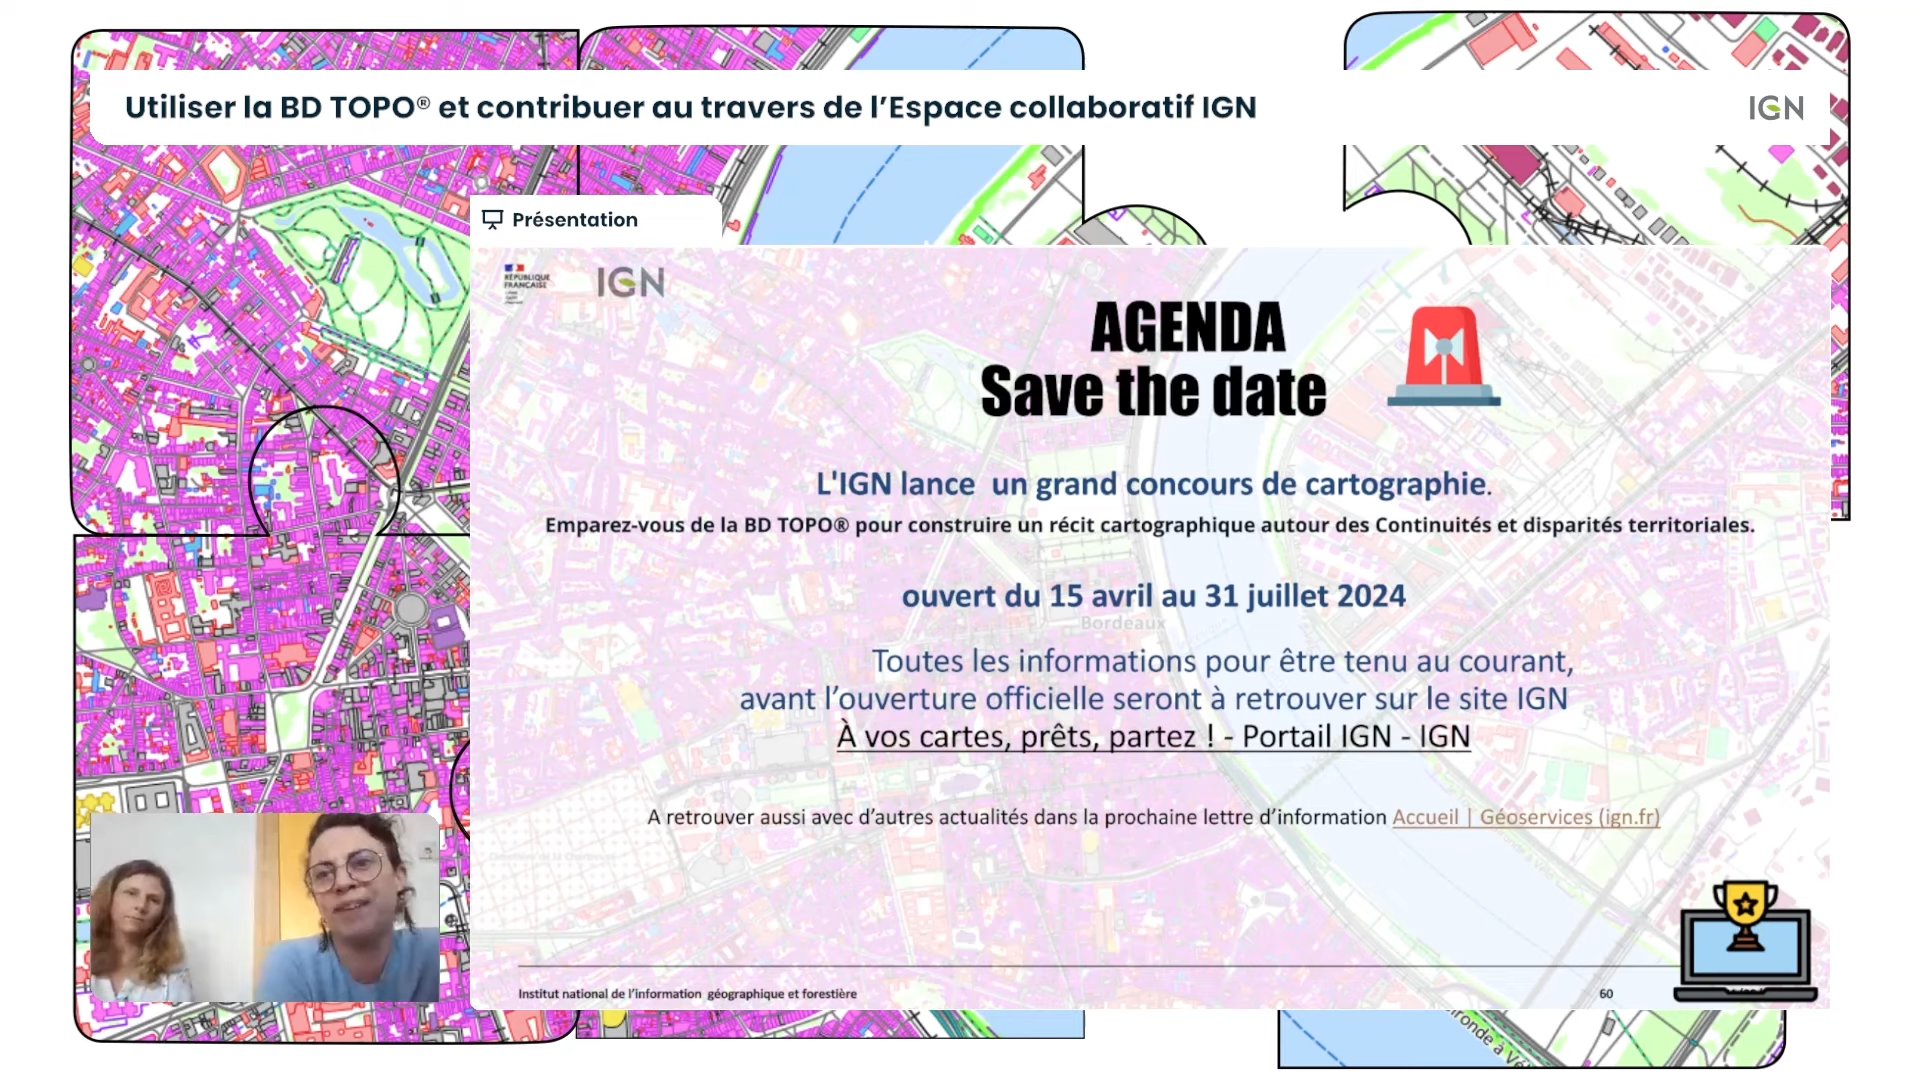 Utiliser la BD TOPO® et contribuer au travers de l’Espace collaboratif IGN
IGN
Présentation
RÉPUBLIQUE
FRANÇAISE
IGN
AGENDA
Save the date
L'IGN lance un grand concours de cartographie.
Emparez-vous de la BD TOPO® pour construire un récit cartographique autour des Continuités et disparités territoriales.
ouvert du 15 avril au 31 juillet 2024
Bordeaux
Toutes les informations pour être tenu au courant,
avant l’ouverture officielle seront à retrouver sur le site IGN
À vos cartes, prêts, partez ! - Portail IGN - IGN
A retrouver aussi avec d’autres actualités dans la prochaine lettre d’information Accueil | Géoservices (ign.fr)
Institut national de l’information géographique et forestière
60